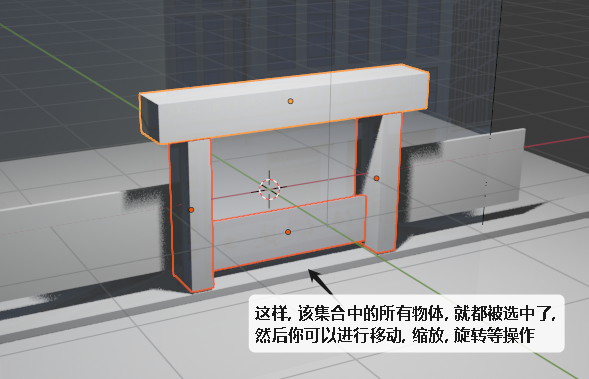 这样, 该集合中的所有物体, 就都被选中了,
然后你可以进行移动, 缩放, 旋转等操作